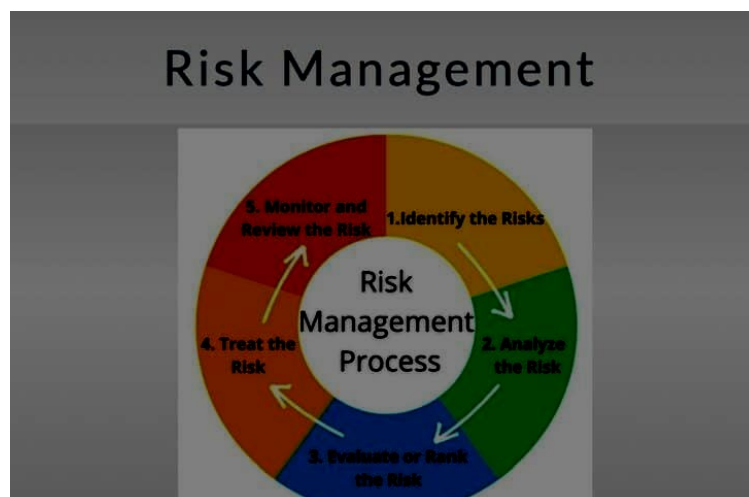 Risk Management
5. Monitor and
Review the Risk
1.Identify the Risks
Risk
Management
Process
4. Treat the
Risk
2. Analyze
the Risk
3. Evaluate or Rank
the Risk